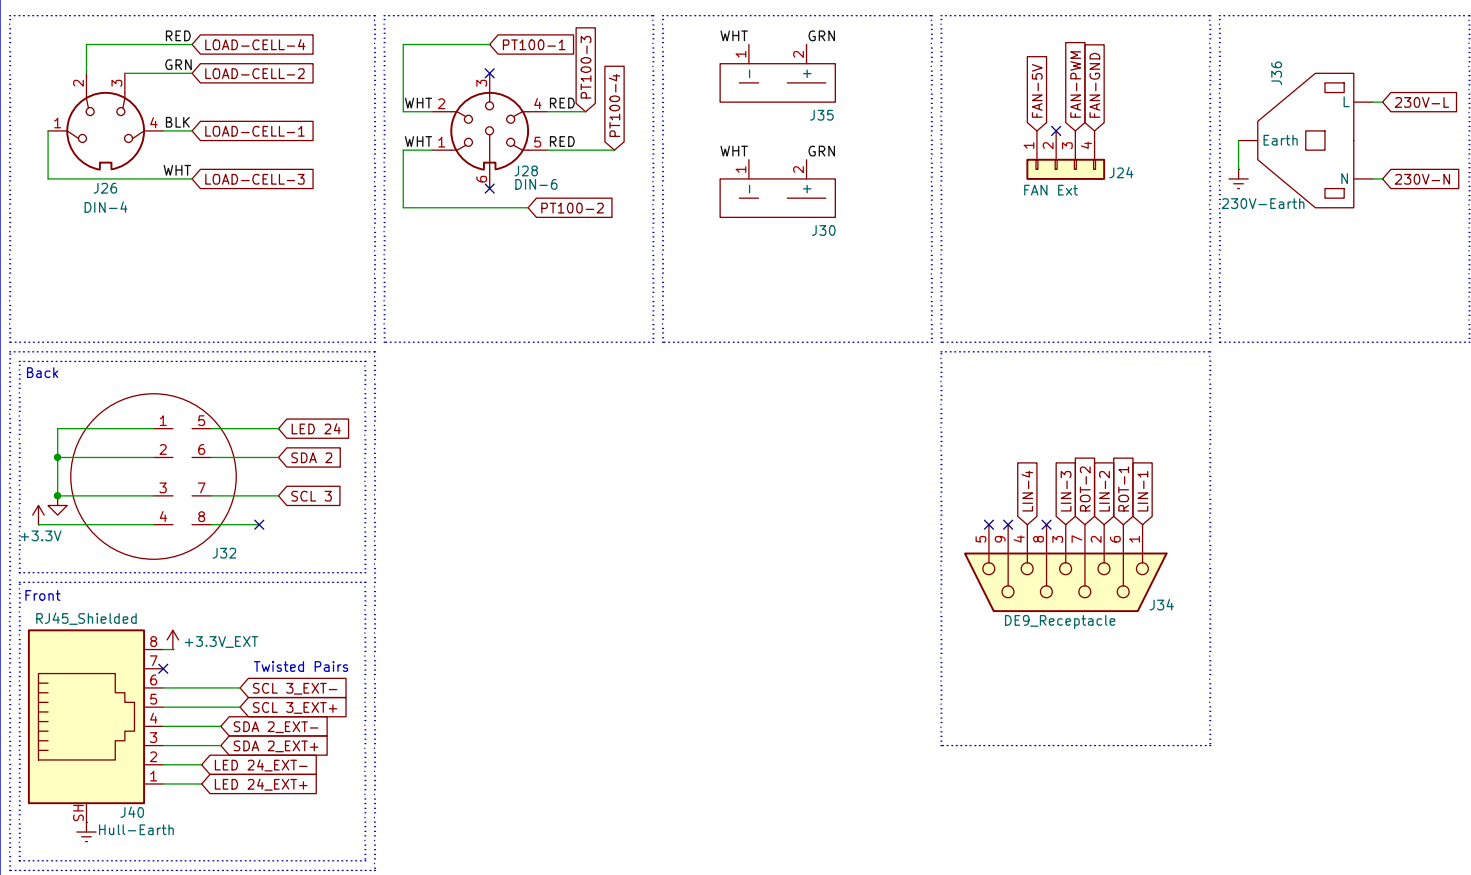 RED
LOAD-CELL-4
GRN
LOAD-CELL-2
2
3
1
4
BLK
LOAD-CELL-1
WHT
LOAD-CELL-3
J26
DIN-4
PT100-1
PT100-3
PT100-4
3
WHT 2
4 RED
WHT 1
5 RED
6
J28
DIN-6
PT100-2
WHT
GRN
1
2
- +
J35
WHT
GRN
1
2
- +
J30
FAN-5V
FAN-PWM
FAN-GND
1
2
3
4
J24
FAN Ext
J36
L
230V-L
Earth
N
230V-N
230V-Earth
Back
1 5
LED 24
2 6
SDA 2
3 7
SCL 3
4 8
+3.3V
J32
Front
RJ45_Shielded
8
+3.3V_EXT
7
Twisted Pairs
6
SCL 3_EXT-
5
SCL 3_EXT+
4
SDA 2_EXT-
3
SDA 2_EXT+
2
LED 24_EXT-
1
LED 24_EXT+
SH
J40
Hull-Earth
LIN-4
LIN-3
ROT-2
LIN-2
ROT-1
LIN-1
5
9
4
8
3
7
2
6
1
J34
DE9_Receptacle